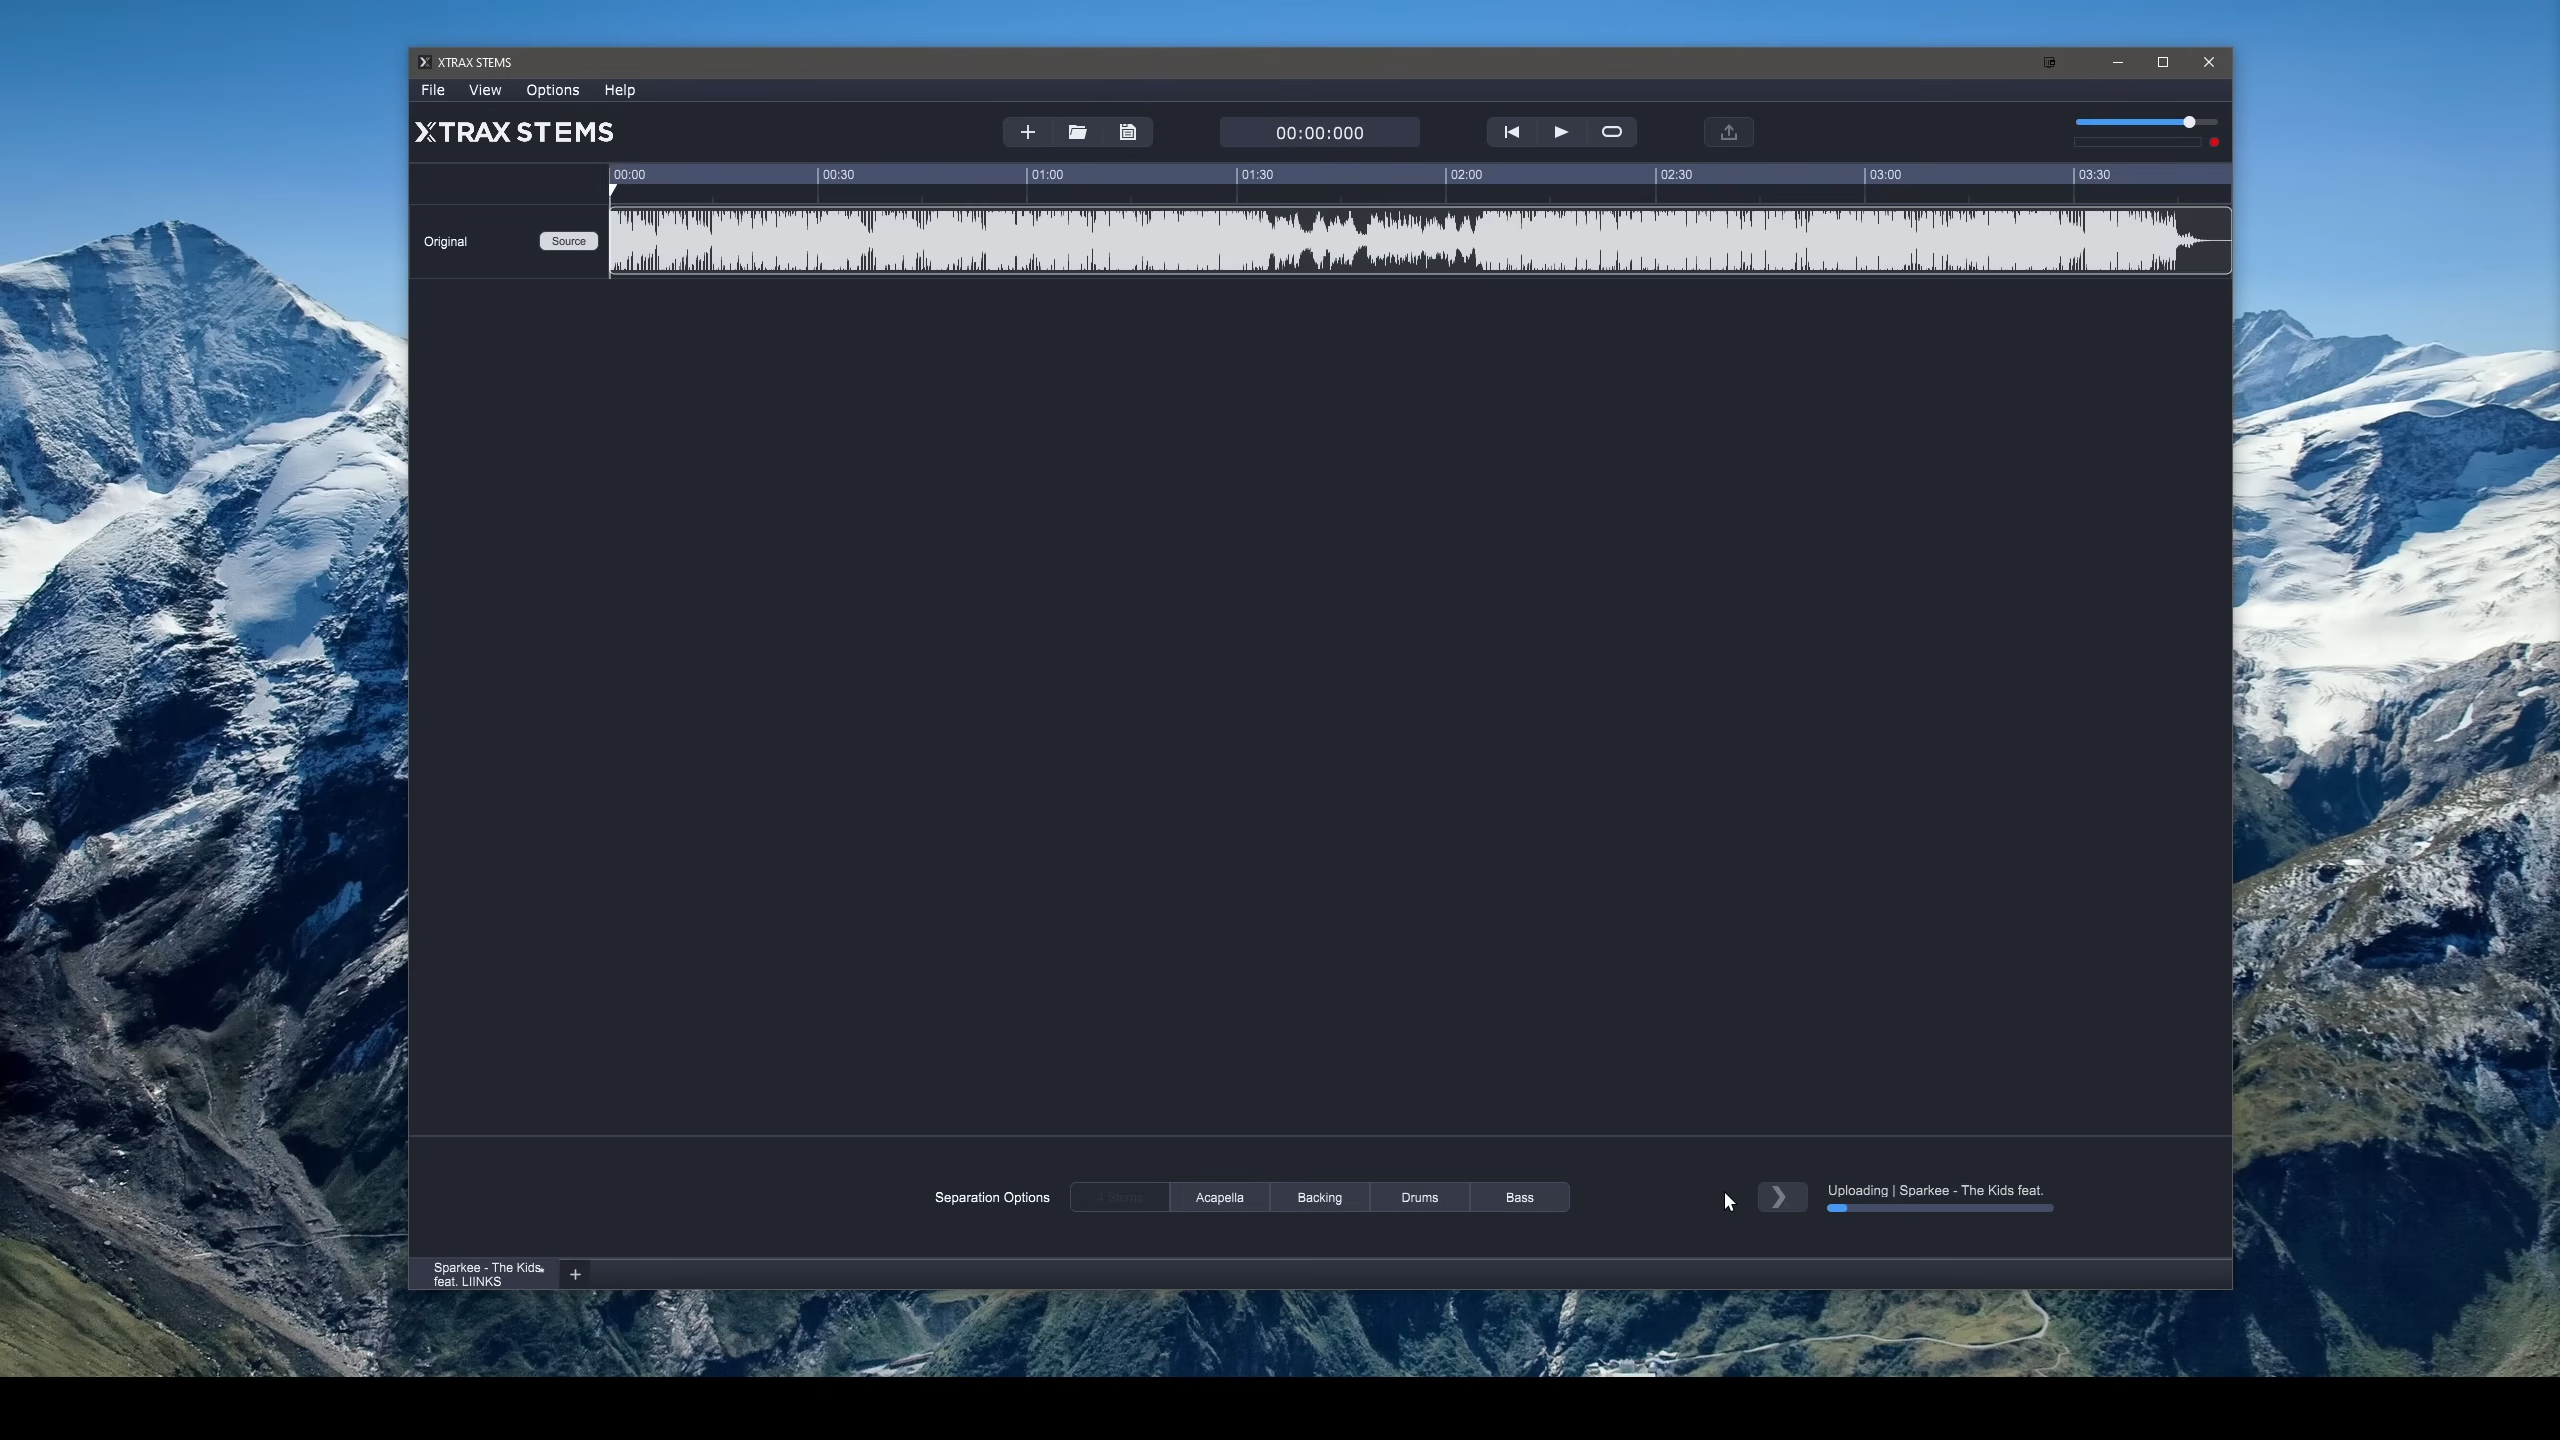 XTRAX STEMS
File View Options Help
XTRAX STEMS
00:00:000
00:00 00:30 01:00 01:30 02:00 02:30 03:00 03:30
Original Source
Separation Options 4 Stems Acapella Backing Drums Bass
Uploading | Sparkee - The Kids feat.
Sparkee - The Kids
feat. LIINKS